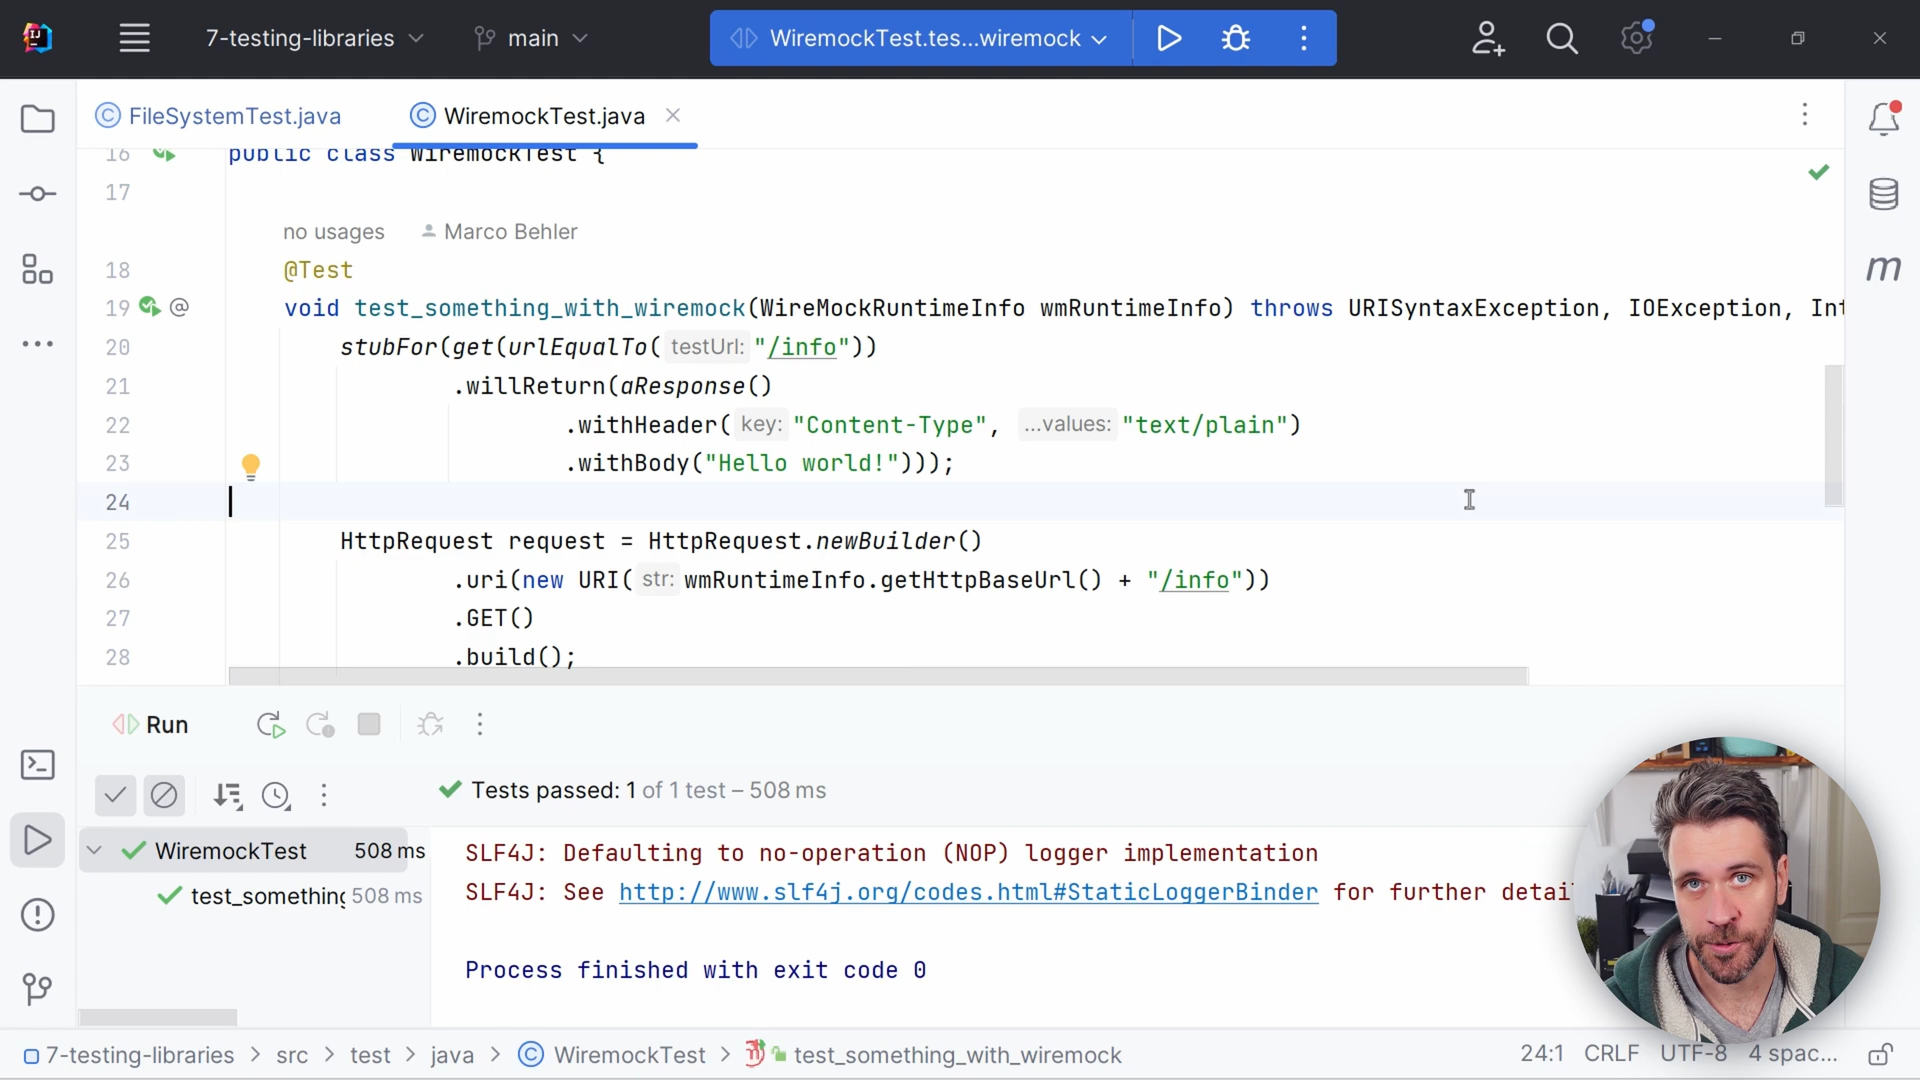 7-testing-libraries
main
WiremockTest.tes...wiremock
FileSystemTest.java
WiremockTest.java
16 public class WiremockTest {
17
no usages Marco Behler
18 @Test
19 void test_something_with_wiremock(WireMockRuntimeInfo wmRuntimeInfo) throws URISyntaxException, IOException, Int
20 stubFor(get(urlEqualTo( testUrl: "/info"))
21 .willReturn(aResponse()
22 .withHeader( key: "Content-Type", ...values: "text/plain")
23 .withBody("Hello world!")));
24
25 HttpRequest request = HttpRequest.newBuilder()
26 .uri(new URI( str: wmRuntimeInfo.getHttpBaseUrl() + "/info"))
27 .GET()
28 .build();
Run
Tests passed: 1 of 1 test – 508 ms
WiremockTest 508 ms
test_something 508 ms
SLF4J: Defaulting to no-operation (NOP) logger implementation
SLF4J: See http://www.slf4j.org/codes.html#StaticLoggerBinder for further detail
Process finished with exit code 0
7-testing-libraries > src > test > java > WiremockTest > test_something_with_wiremock
24:1 CRLF UTF-8 4 spac...